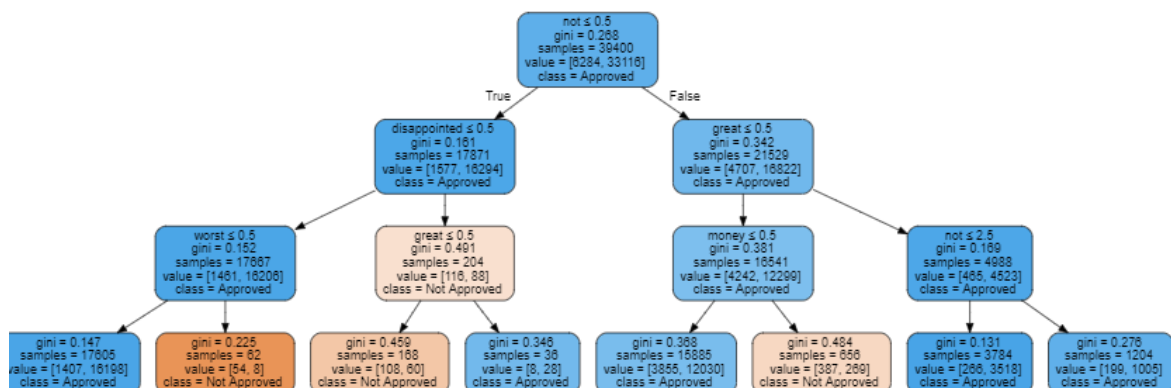 not ≤ 0.5
gini = 0.268
samples = 39400
value = [6284, 33116]
class = Approved
True
False
disappointed ≤ 0.5
gini = 0.161
samples = 17871
value = [1577, 16294]
class = Approved
great ≤ 0.5
gini = 0.342
samples = 21529
value = [4707, 16822]
class = Approved
worst ≤ 0.5
gini = 0.152
samples = 17667
value = [1461, 16206]
class = Approved
great ≤ 0.5
gini = 0.491
samples = 204
value = [116, 88]
class = Not Approved
money ≤ 0.5
gini = 0.381
samples = 16541
value = [4242, 12299]
class = Approved
not ≤ 2.5
gini = 0.169
samples = 4988
value = [465, 4523]
class = Approved
gini = 0.147
samples = 17605
value = [1407, 16198]
class = Approved
gini = 0.225
samples = 62
value = [54, 8]
class = Not Approved
gini = 0.459
samples = 168
value = [108, 60]
class = Not Approved
gini = 0.346
samples = 36
value = [8, 28]
class = Approved
gini = 0.368
samples = 15885
value = [3855, 12030]
class = Approved
gini = 0.484
samples = 656
value = [387, 269]
class = Not Approved
gini = 0.131
samples = 3784
value = [266, 3518]
class = Approved
gini = 0.276
samples = 1204
value = [199, 1005]
class = Approved